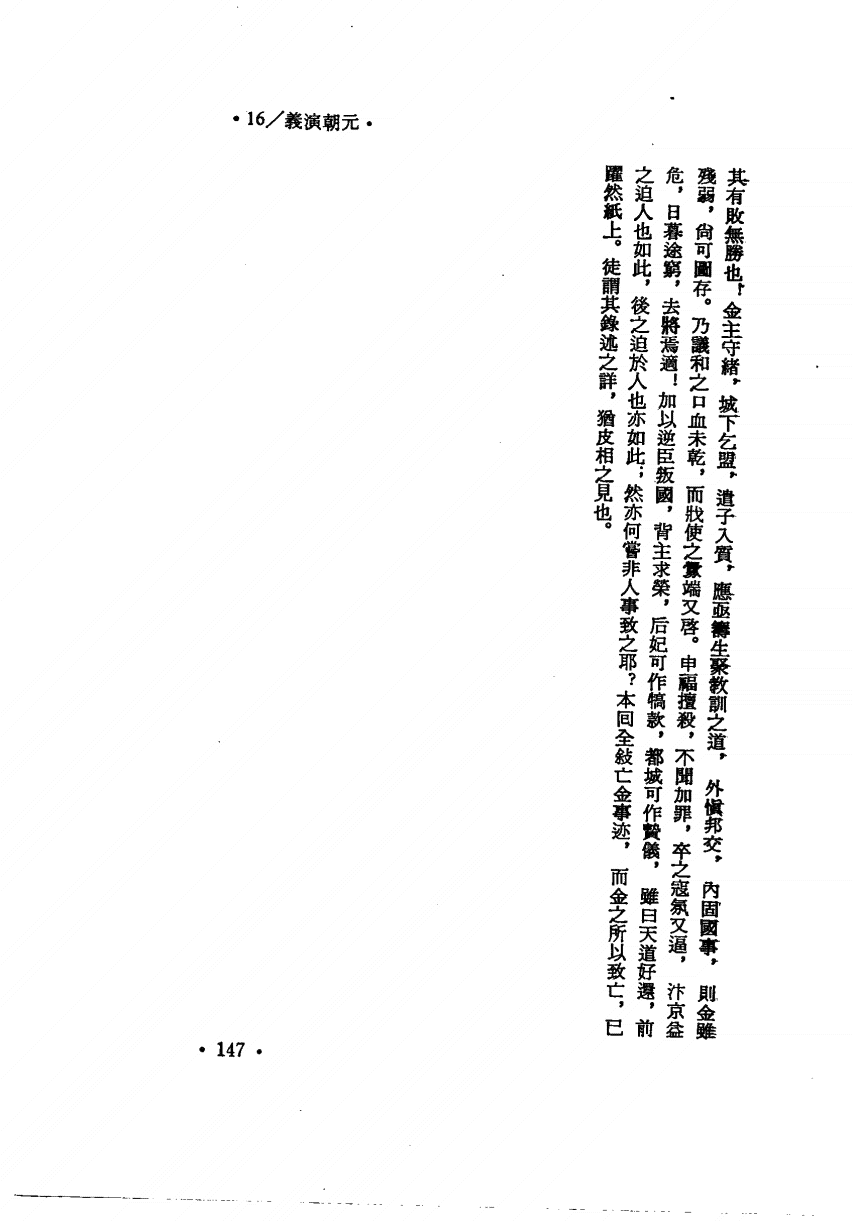 •16／義演朝元•
其有敗無勝也！金主守緒，城下乞盟，遣子入質，應亟籌生聚教訓之道，外慎邦交，內固國事，則金雖
殘弱，尚可圖存。乃議和之口血未乾，而戕使之釁端又啓。申福擅殺，不聞加罪，卒之寇氛又逼，汴京益
危，日暮途窮，去將焉適！加以逆臣叛國，背主求榮，后妃可作犒款，都城可作贄儀，雖曰天道好還，前
之迫人也如此，後之迫於人也亦如此；然亦何嘗非人事致之耶？本回全敍亡金事迹，而金之所以致亡，已
躍然紙上。徒謂其錄述之詳，猶皮相之見也。
•147•